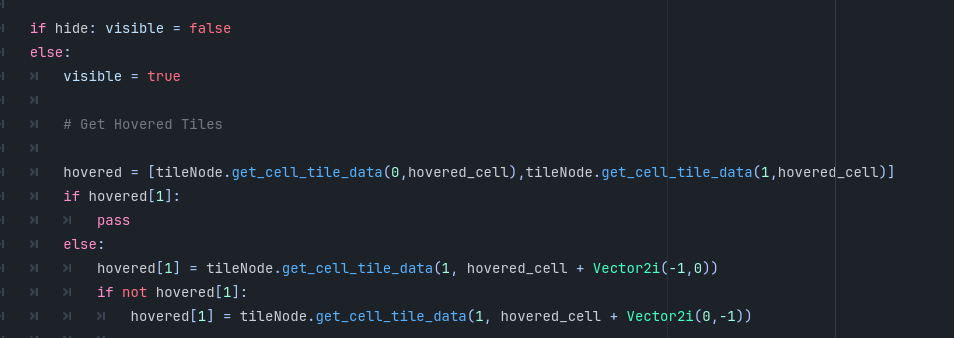 if hide: visible = false
else:
visible = true
# Get Hovered Tiles
hovered = [tileNode.get_cell_tile_data(0,hovered_cell),tileNode.get_cell_tile_data(1,hovered_cell)]
if hovered[1]:
pass
else:
hovered[1] = tileNode.get_cell_tile_data(1, hovered_cell + Vector2i(-1,0))
if not hovered[1]:
hovered[1] = tileNode.get_cell_tile_data(1, hovered_cell + Vector2i(0,-1))